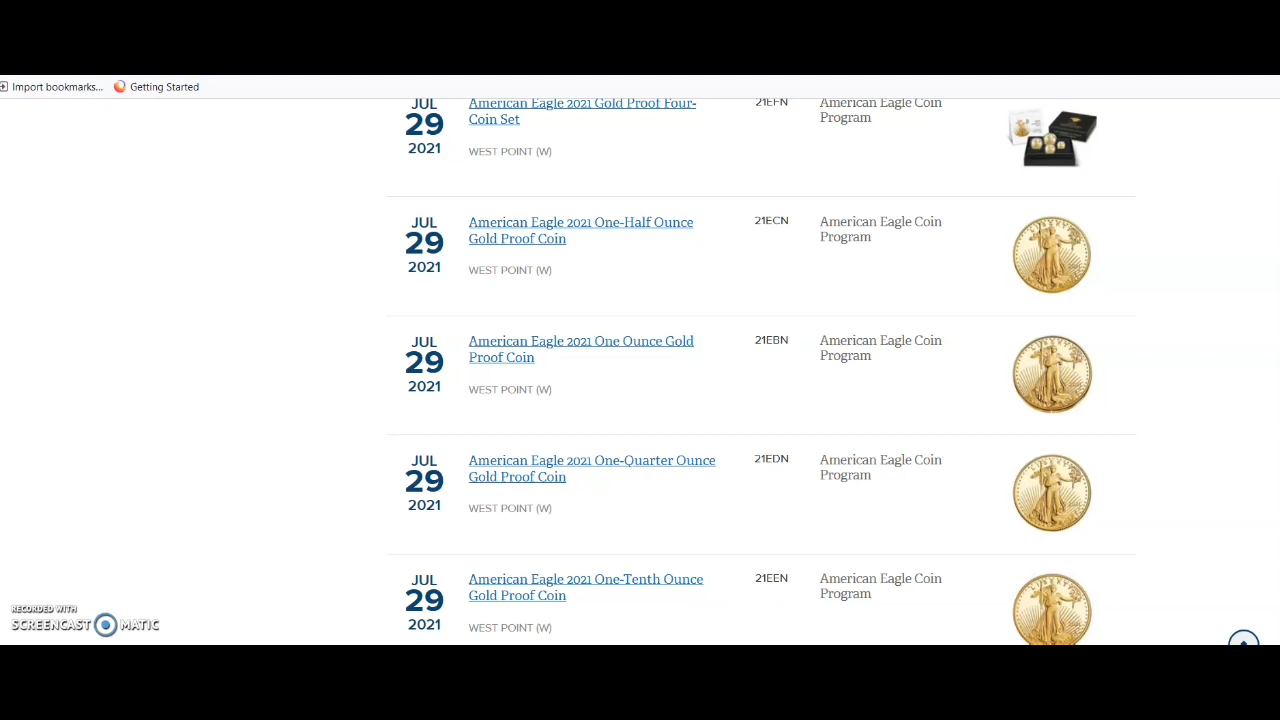 Import bookmarks...
Getting Started
JUL
29
2021
American Eagle 2021 Gold Proof Four-
Coin Set
WEST POINT (W)
21EFN
American Eagle Coin
Program
JUL
29
2021
American Eagle 2021 One-Half Ounce
Gold Proof Coin
WEST POINT (W)
21ECN
American Eagle Coin
Program
JUL
29
2021
American Eagle 2021 One Ounce Gold
Proof Coin
WEST POINT (W)
21EBN
American Eagle Coin
Program
JUL
29
2021
American Eagle 2021 One-Quarter Ounce
Gold Proof Coin
WEST POINT (W)
21EDN
American Eagle Coin
Program
JUL
29
2021
American Eagle 2021 One-Tenth Ounce
Gold Proof Coin
WEST POINT (W)
21EEN
American Eagle Coin
Program
RECORDED WITH
SCREENCAST MATIC